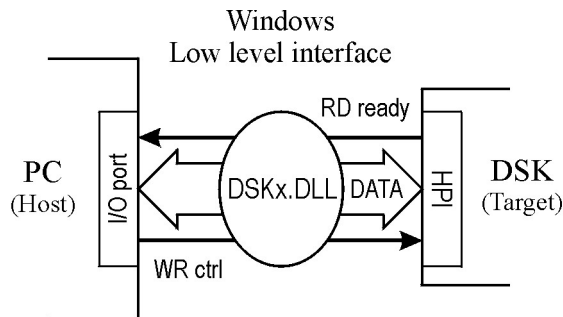 Windows
Low level interface
RD ready
PC
(Host)
I/O port
DSKx.DLL
DATA
HPI
DSK
(Target)
WR ctrl